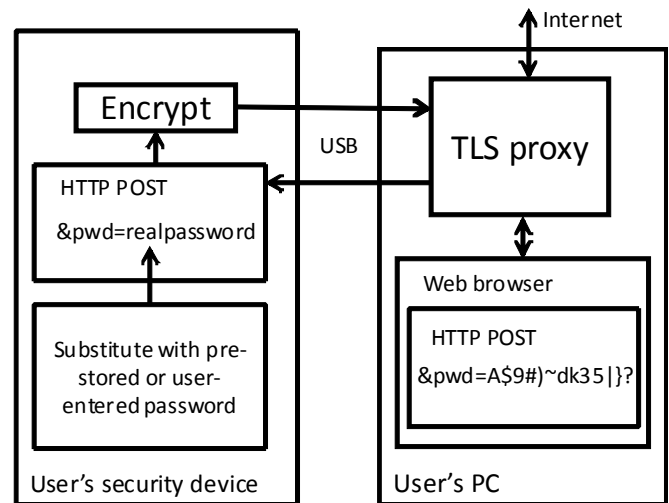 Internet
Encrypt
USB
TLS proxy
HTTP POST
&pwd=realpassword
Web browser
HTTP POST
&pwd=A$9#)~dk35|}?
Substitute with pre-
stored or user-
entered password
User's security device
User's PC